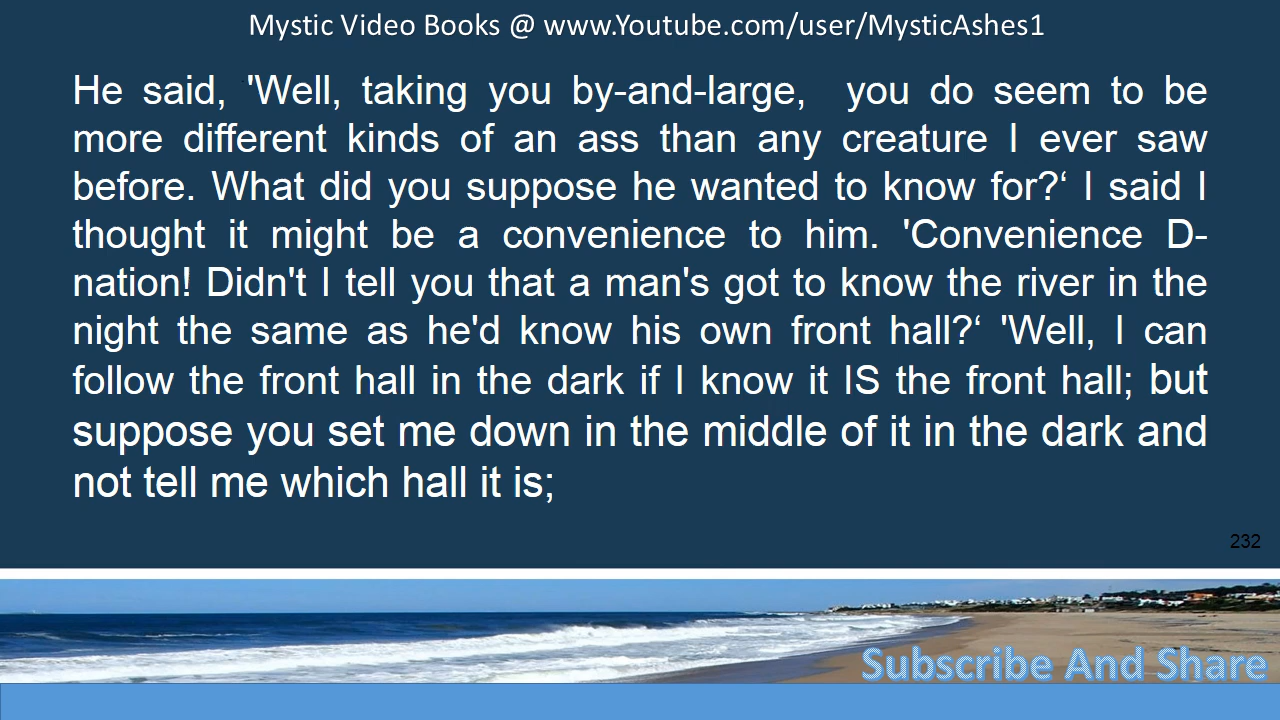 Mystic Video Books @ www.Youtube.com/user/MysticAshes1
He said, 'Well, taking you by-and-large,  you do seem to be
more different kinds of an ass than any creature I ever saw
before. What did you suppose he wanted to know for?‘ I said I
thought it might be a convenience to him. 'Convenience D-
nation! Didn't I tell you that a man's got to know the river in the
night the same as he'd know his own front hall?‘ 'Well, I can
follow the front hall in the dark if I know it IS the front hall; but
suppose you set me down in the middle of it in the dark and
not tell me which hall it is;
232
Subscribe And Share